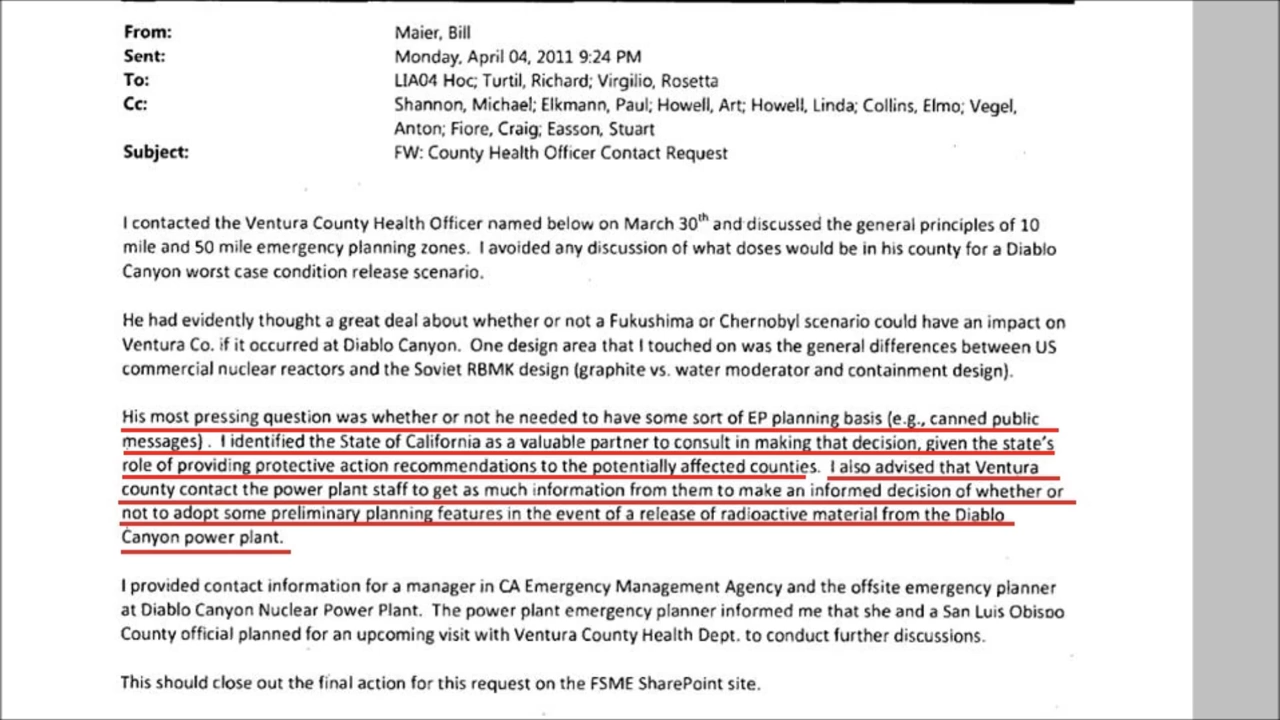 From: Maier, Bill
Sent: Monday, April 04, 2011 9:24 PM
To: LIA04 Hoc; Turtil, Richard; Virgilio, Rosetta
Cc: Shannon, Michael; Elkmann, Paul; Howell, Art; Howell, Linda; Collins, Elmo; Vegel,
Anton; Fiore, Craig; Easson, Stuart
Subject: FW: County Health Officer Contact Request
I contacted the Ventura County Health Officer named below on March 30th and discussed the general principles of 10
mile and 50 mile emergency planning zones. I avoided any discussion of what doses would be in his county for a Diablo
Canyon worst case condition release scenario.
He had evidently thought a great deal about whether or not a Fukushima or Chernobyl scenario could have an impact on
Ventura Co. if it occurred at Diablo Canyon. One design area that I touched on was the general differences between US
commercial nuclear reactors and the Soviet RBMK design (graphite vs. water moderator and containment design).
His most pressing question was whether or not he needed to have some sort of EP planning basis (e.g., canned public
messages) . I identified the State of California as a valuable partner to consult in making that decision, given the state's
role of providing protective action recommendations to the potentially affected counties. I also advised that Ventura
county contact the power plant staff to get as much information from them to make an informed decision of whether or
not to adopt some preliminary planning features in the event of a release of radioactive material from the Diablo
Canyon power plant.
I provided contact information for a manager in CA Emergency Management Agency and the offsite emergency planner
at Diablo Canyon Nuclear Power Plant. The power plant emergency planner informed me that she and a San Luis Obispo
County official planned for an upcoming visit with Ventura County Health Dept. to conduct further discussions.
This should close out the final action for this request on the FSME SharePoint site.